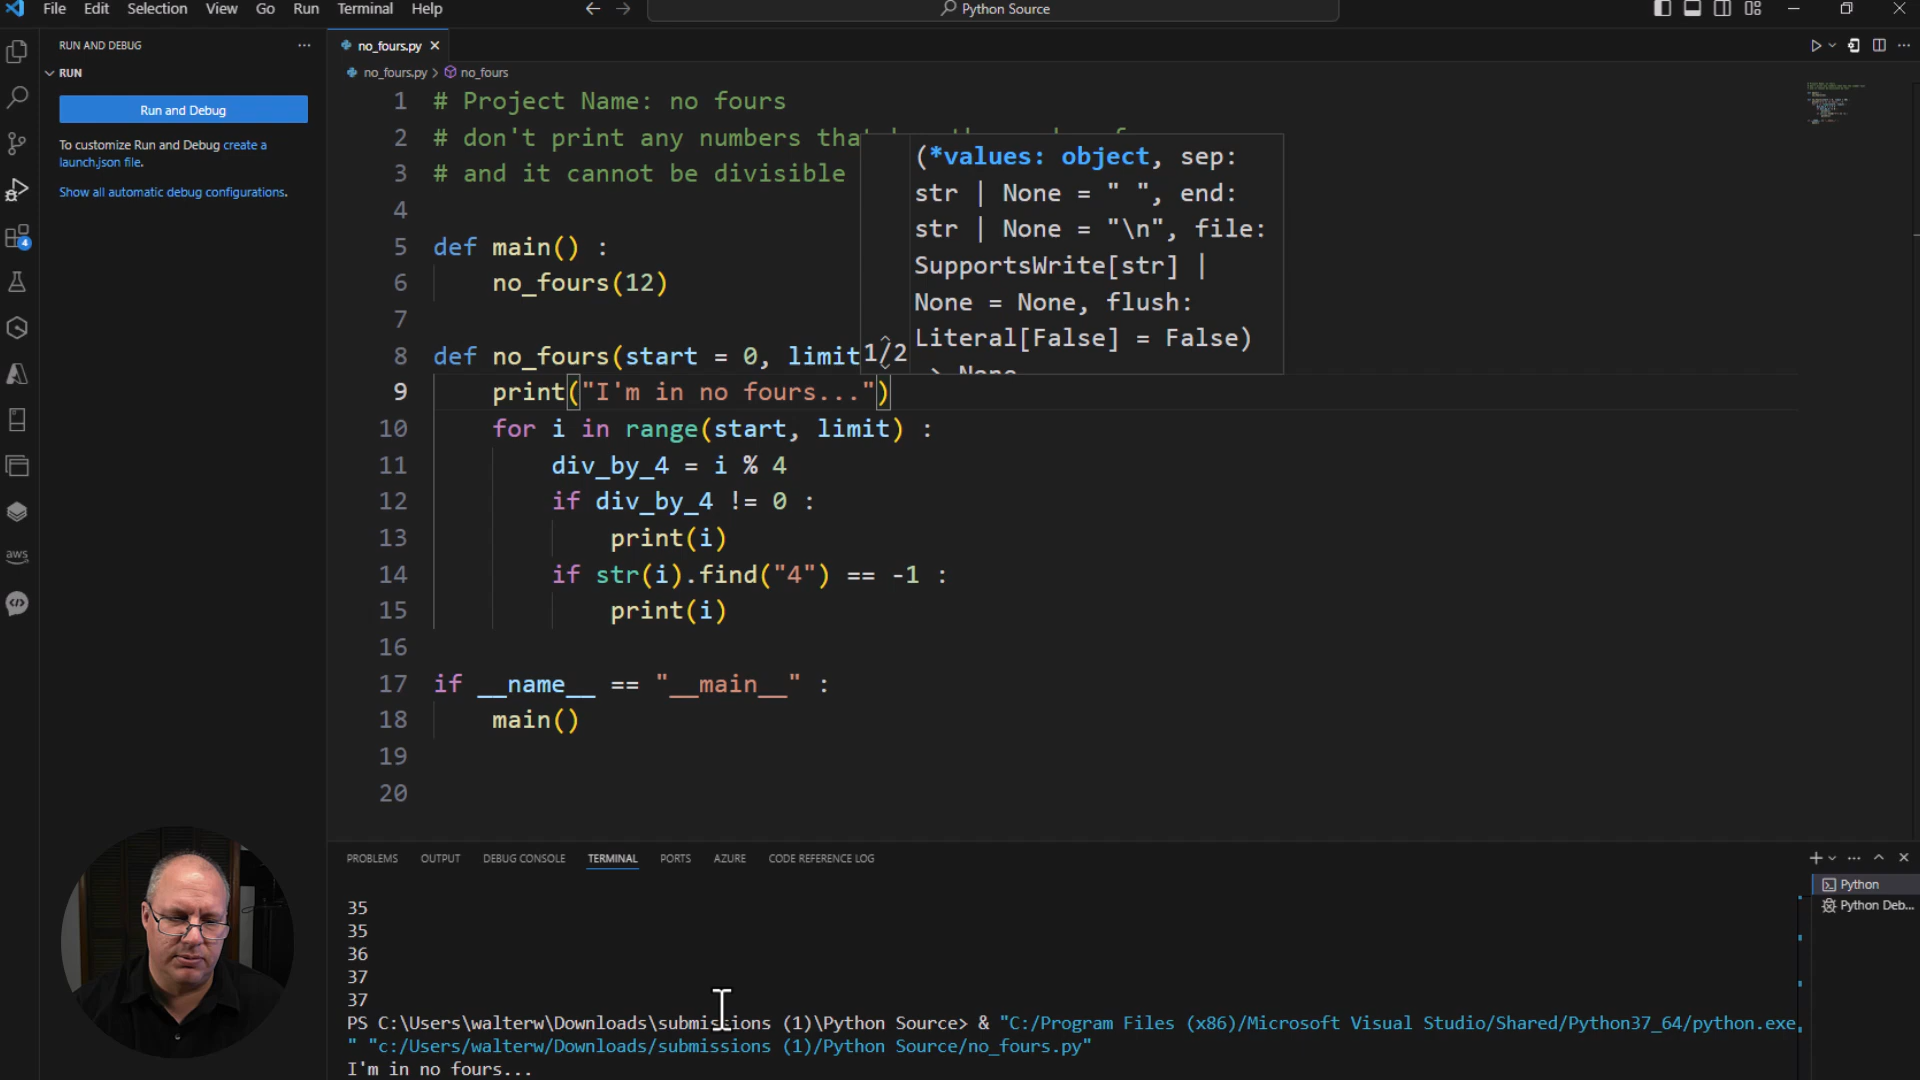 File Edit Selection View Go Run Terminal Help
Python Source
RUN AND DEBUG
RUN
Run and Debug
To customize Run and Debug create a
launch.json file.
Show all automatic debug configurations.
4
aws
no_fours.py
no_fours.py > no_fours
1 # Project Name: no fours
2 # don't print any numbers tha
3 # and it cannot be divisible
4
5 def main() :
6 no_fours(12)
7
8 def no_fours(start = 0, limit
9 print("I'm in no fours...")
10 for i in range(start, limit) :
11 div_by_4 = i % 4
12 if div_by_4 != 0 :
13 print(i)
14 if str(i).find("4") == -1 :
15 print(i)
16
17 if __name__ == "__main__" :
18 main()
19
20
(*values: object, sep:
str | None = " ", end:
str | None = "\n", file:
SupportsWrite[str] |
None = None, flush:
Literal[False] = False)
1/2
-> None
PROBLEMS OUTPUT DEBUG CONSOLE TERMINAL PORTS AZURE CODE REFERENCE LOG
Python
Python Deb...
35
35
36
37
37
PS C:\Users\walterw\Downloads\submissions (1)\Python Source> & "C:/Program Files (x86)/Microsoft Visual Studio/Shared/Python37_64/python.exe
" "c:/Users/walterw/Downloads/submissions (1)/Python Source/no_fours.py"
I'm in no fours...